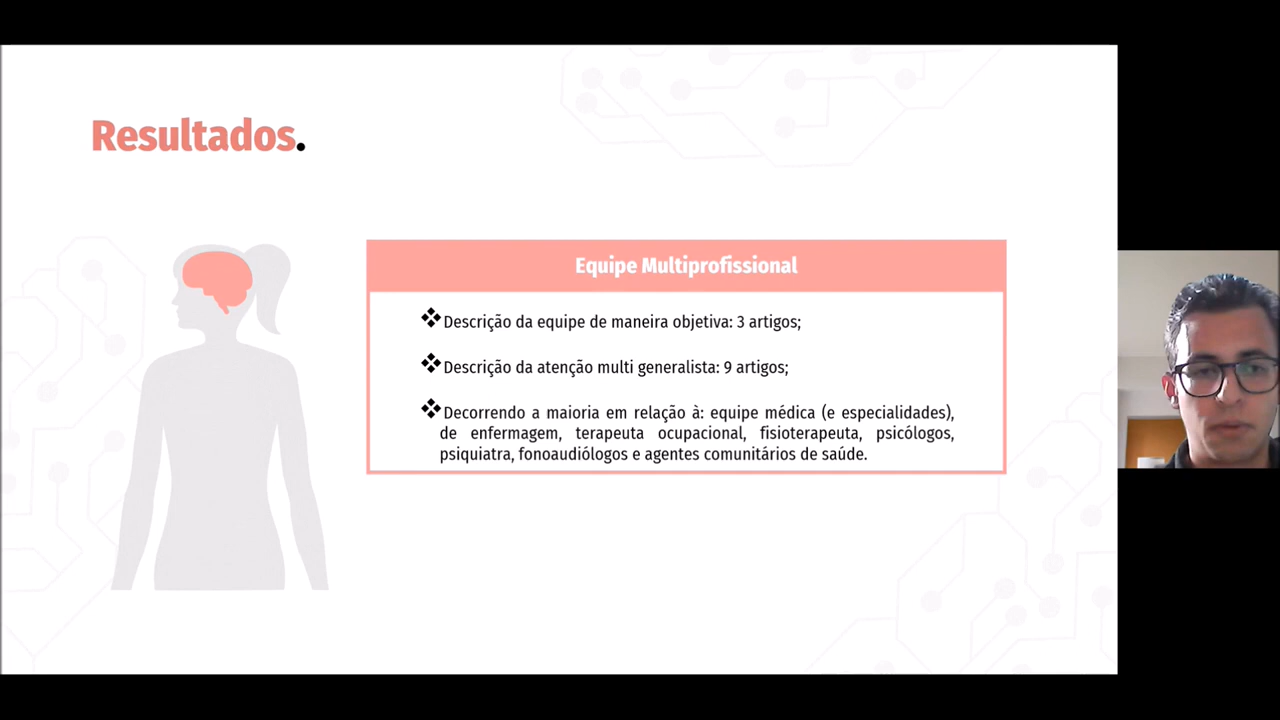 Resultados.
Equipe Multiprofissional
❖Descrição da equipe de maneira objetiva: 3 artigos;
❖Descrição da atenção multi generalista: 9 artigos;
❖Decorrendo a maioria em relação à: equipe médica (e especialidades),
de enfermagem, terapeuta ocupacional, fisioterapeuta, psicólogos,
psiquiatra, fonoaudiólogos e agentes comunitários de saúde.